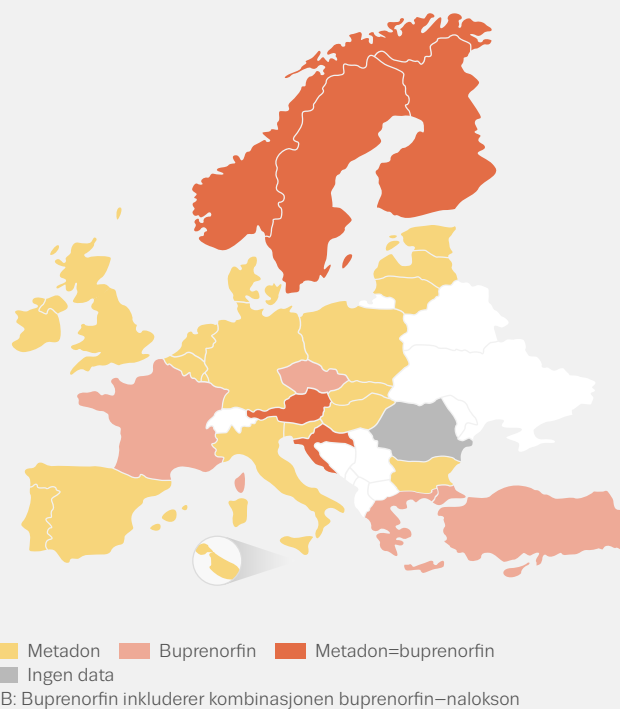 Metadon Buprenorfin Metadon=buprenorfin
Ingen data
B: Buprenorfin inkluderer kombinasjonen buprenorfin–nalokson